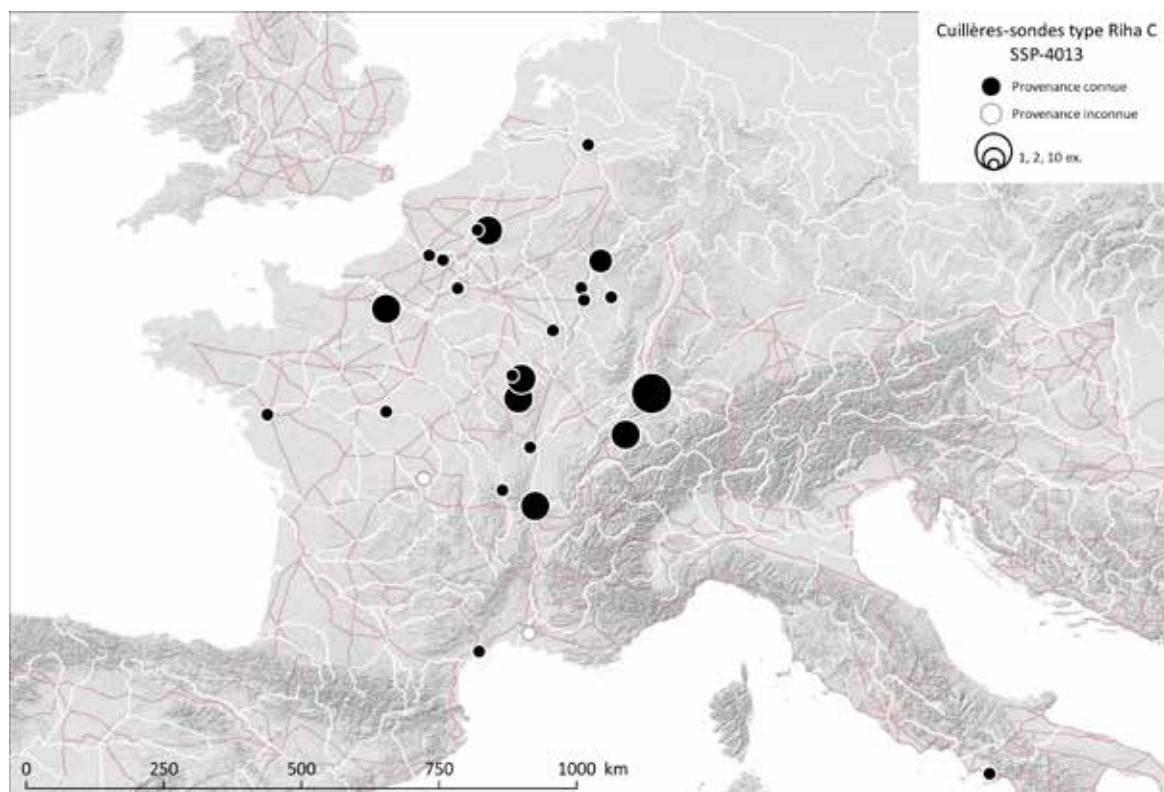 Cuillères-sondes type Riha C
SSP-4013
Provenance connue
Provenance inconnue
1, 2, 10 ex.
0 250 500 750 1000 km